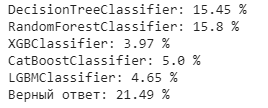 DecisionTreeClassifier: 15.45 %
RandomForestClassifier: 15.8 %
XGBClassifier: 3.97 %
CatBoostClassifier: 5.0 %
LGBMClassifier: 4.65 %
Верный ответ: 21.49 %